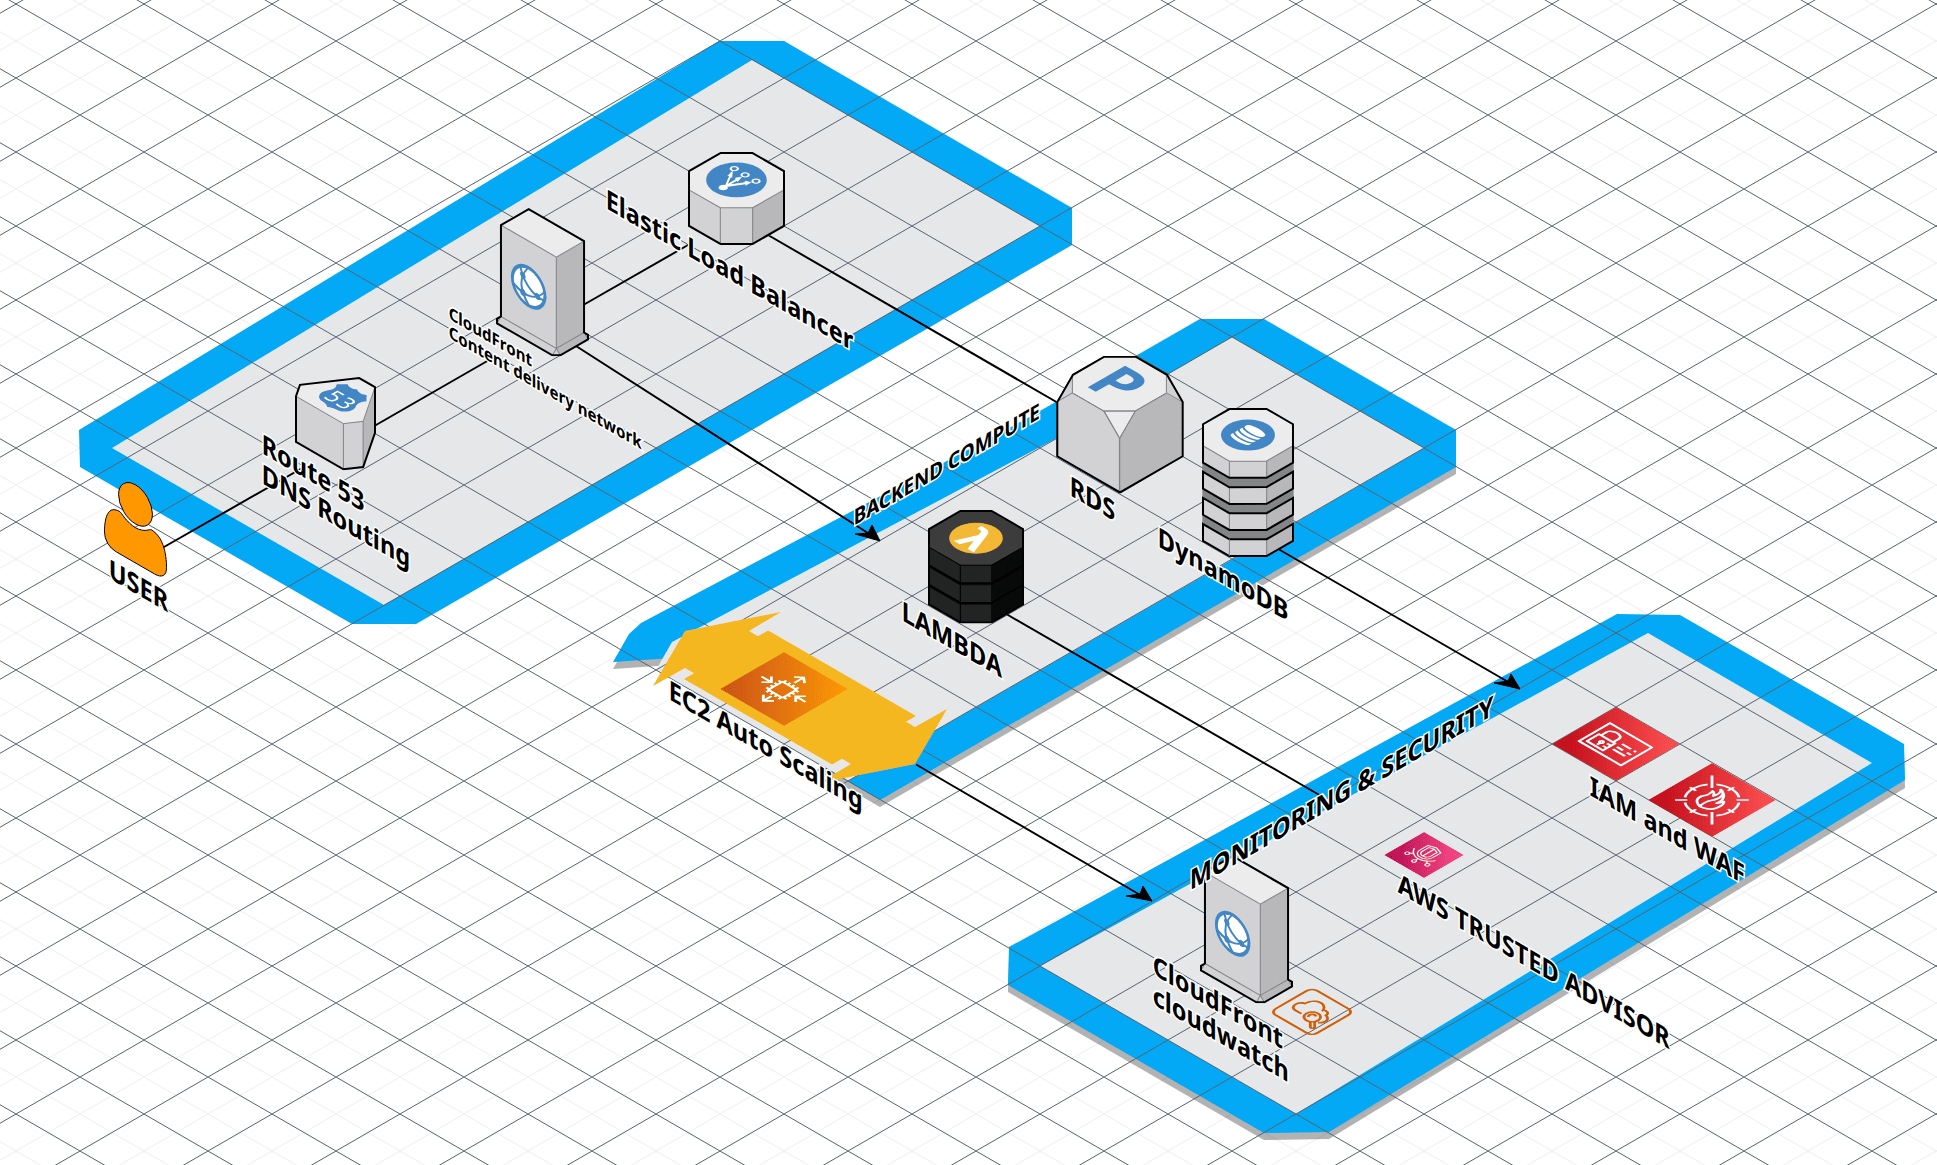 Elastic Load Balancer
CloudFront
Content delivery network
53
Route 53
DNS Routing
USER
BACKEND COMPUTE
P
RDS
DynamoDB
λ
LAMBDA
EC2 Auto Scaling
MONITORING & SECURITY
IAM and WAF
AWS TRUSTED ADVISOR
CloudFront
cloudwatch